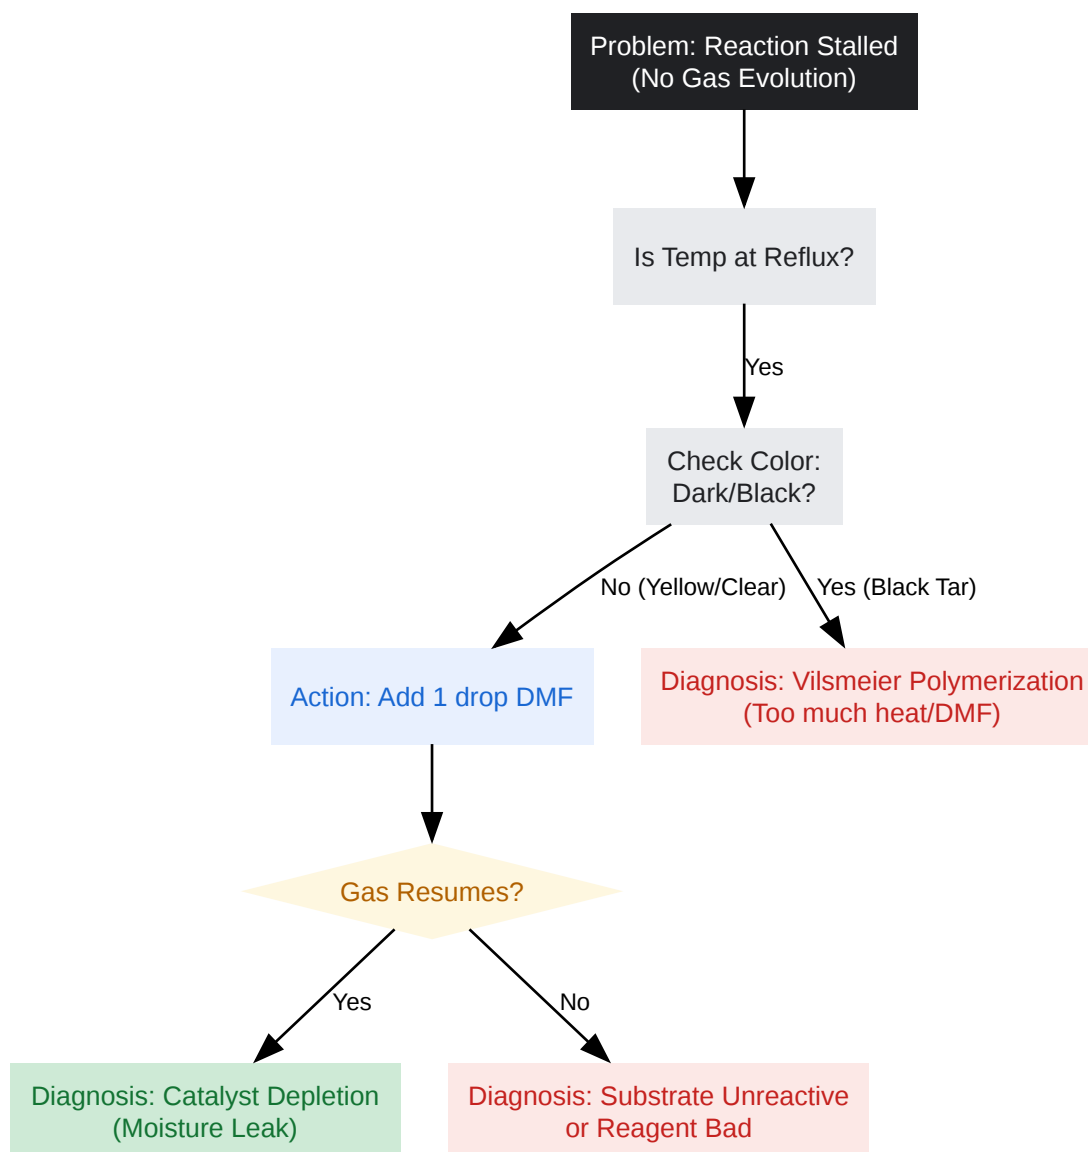 Problem: Reaction Stalled
(No Gas Evolution)
Is Temp at Reflux?
Yes
Check Color:
Dark/Black?
No (Yellow/Clear)
Yes (Black Tar)
Action: Add 1 drop DMF
Diagnosis: Vilsmeier Polymerization
(Too much heat/DMF)
Gas Resumes?
Yes
No
Diagnosis: Catalyst Depletion
(Moisture Leak)
Diagnosis: Substrate Unreactive
or Reagent Bad